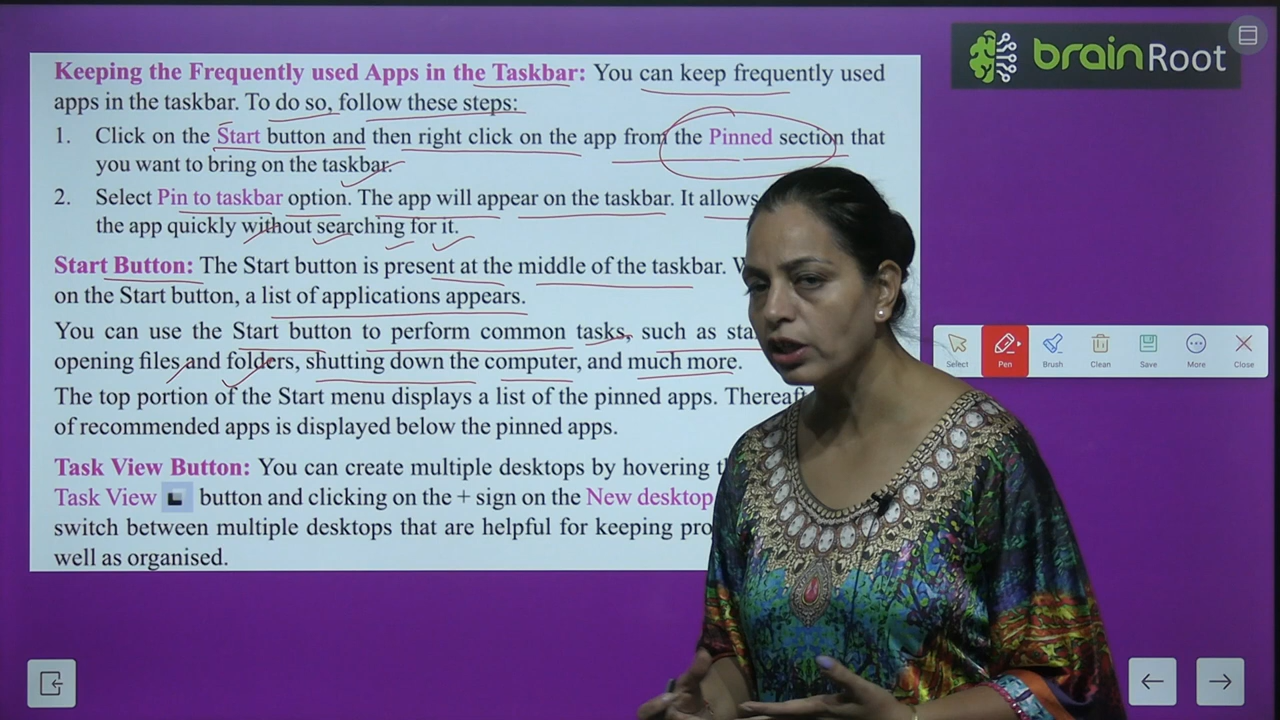 brainRoot
Keeping the Frequently used Apps in the Taskbar: You can keep frequently used
apps in the taskbar. To do so, follow these steps:
1. Click on the Start button and then right click on the app from the Pinned section that
you want to bring on the taskbar.
2. Select Pin to taskbar option. The app will appear on the taskbar. It allows
the app quickly without searching for it.
Start Button: The Start button is present at the middle of the taskbar.
on the Start button, a list of applications appears.
You can use the Start button to perform common tasks, such as
opening files and folders, shutting down the computer, and much more.
The top portion of the Start menu displays a list of the pinned apps.
of recommended apps is displayed below the pinned apps.
Task View Button: You can create multiple desktops by hovering
Task View button and clicking on the + sign on the New desktop
switch between multiple desktops that are helpful for keeping
well as organised.
Select Pen Brush Clean Save More Close